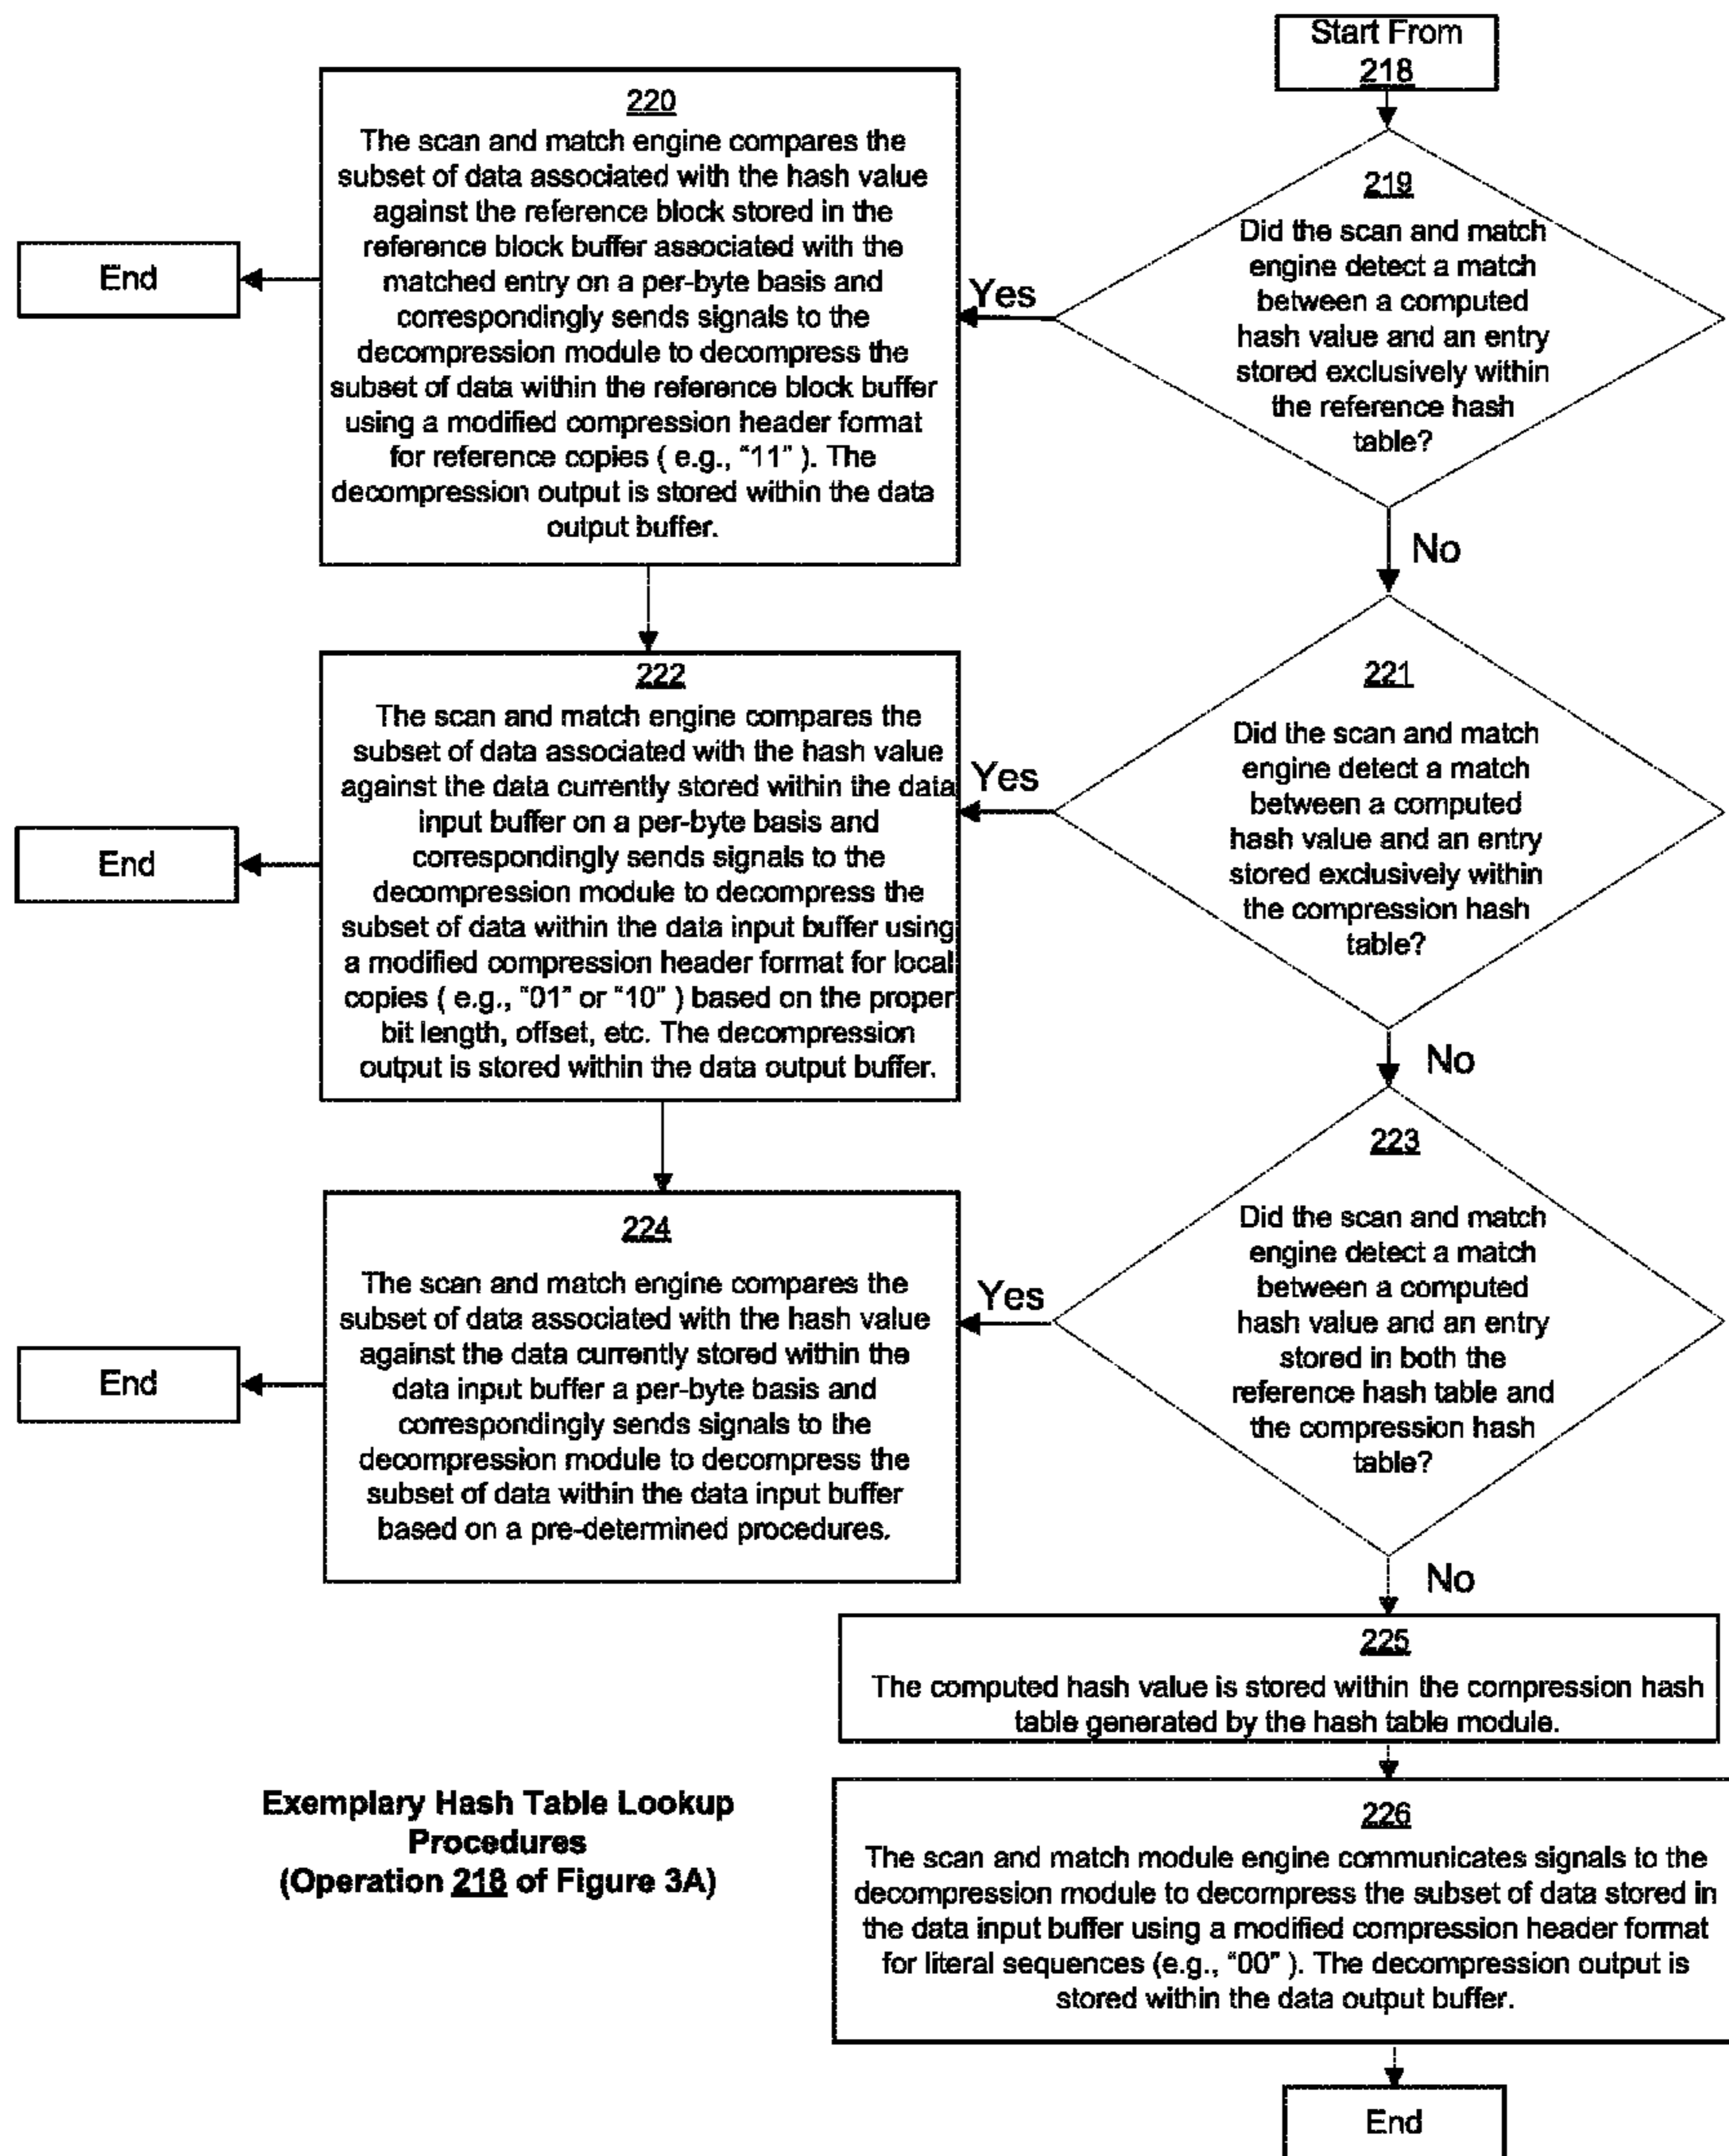 Start From
218
219
Did the scan and match
engine detect a match
between a computed
hash value and an entry
stored exclusively within
the reference hash
table?
Yes
No
220
The scan and match engine compares the
subset of data associated with the hash value
against the reference block stored in the
reference block buffer associated with the
matched entry on a per-byte basis and
correspondingly sends signals to the
decompression module to decompress the
subset of data within the reference block buffer
using a modified compression header format
for reference copies ( e.g., “11” ). The
decompression output is stored within the data
output buffer.
End
221
Did the scan and match
engine detect a match
between a computed
hash value and an entry
stored exclusively within
the compression hash
table?
Yes
No
222
The scan and match engine compares the
subset of data associated with the hash value
against the data currently stored within the data
input buffer on a per-byte basis and
correspondingly sends signals to the
decompression module to decompress the
subset of data within the data input buffer using
a modified compression header format for local
copies ( e.g., “01” or “10” ) based on the proper
bit length, offset, etc. The decompression
output is stored within the data output buffer.
End
223
Did the scan and match
engine detect a match
between a computed
hash value and an entry
stored in both the
reference hash table and
the compression hash
table?
Yes
No
224
The scan and match engine compares the
subset of data associated with the hash value
against the data currently stored within the
data input buffer a per-byte basis and
correspondingly sends signals to the
decompression module to decompress the
subset of data within the data input buffer
based on a pre-determined procedures.
End
225
The computed hash value is stored within the compression hash
table generated by the hash table module.
226
The scan and match module engine communicates signals to the
decompression module to decompress the subset of data stored in
the data input buffer using a modified compression header format
for literal sequences (e.g., “00” ). The decompression output is
stored within the data output buffer.
End
Exemplary Hash Table Lookup
Procedures
(Operation 218 of Figure 3A)